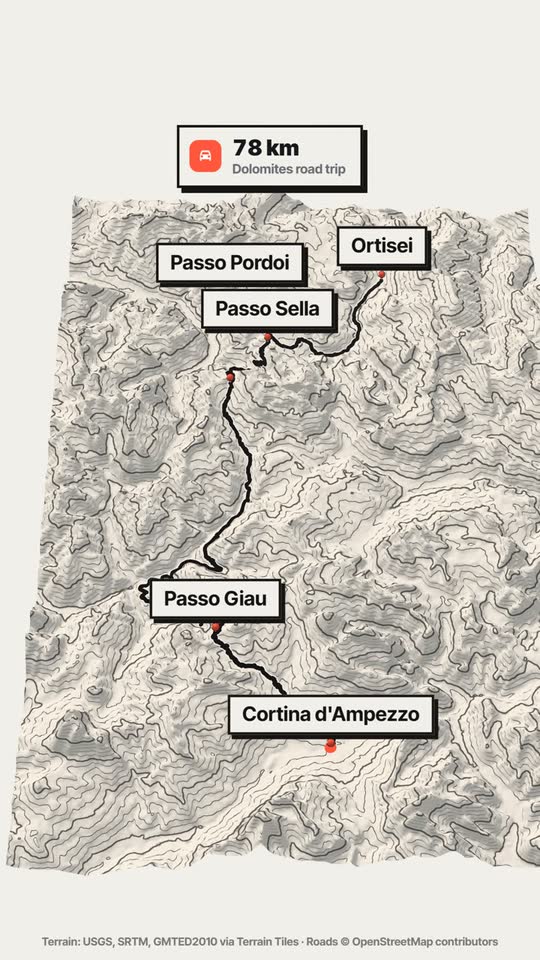 78 km
Dolomites road trip
Ortisei
Passo Pordoi
Passo Sella
Passo Giau
Cortina d'Ampezzo
Terrain: USGS, SRTM, GMTED2010 via Terrain Tiles · Roads © OpenStreetMap contributors